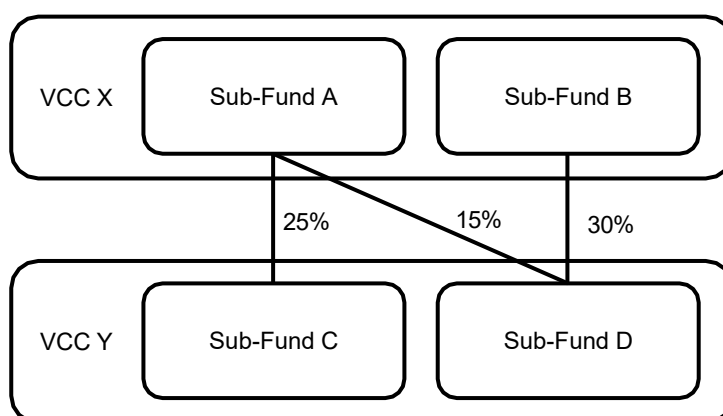 VCC X
Sub-Fund A
Sub-Fund B
25%
15%
30%
VCC Y
Sub-Fund C
Sub-Fund D